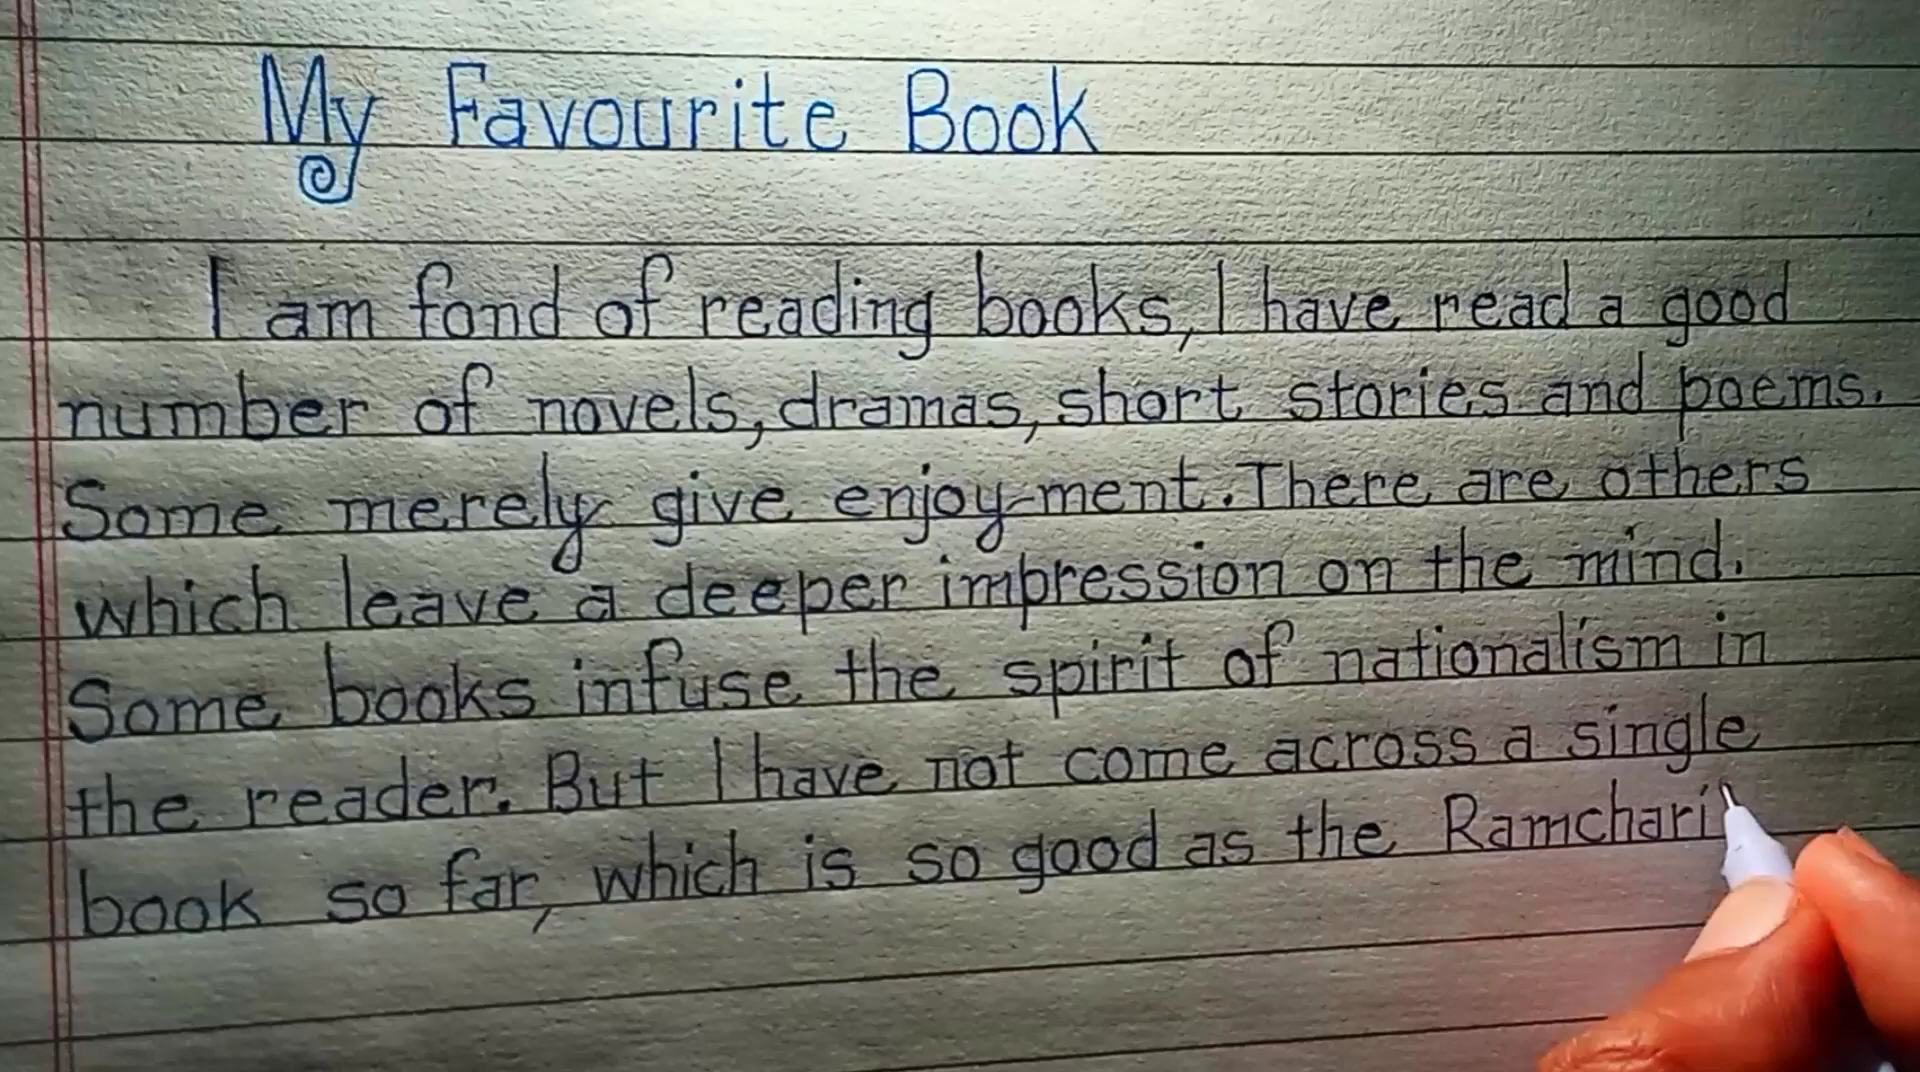 My Favourite Book
I am fond of reading books, I have read a good
number of novels, dramas, short stories and poems.
Some merely give enjoy-ment. There are others
which leave a deeper impression on the mind.
Some books infuse the spirit of nationalism in
the reader. But I have not come across a single
book so far, which is so good as the Ramchari